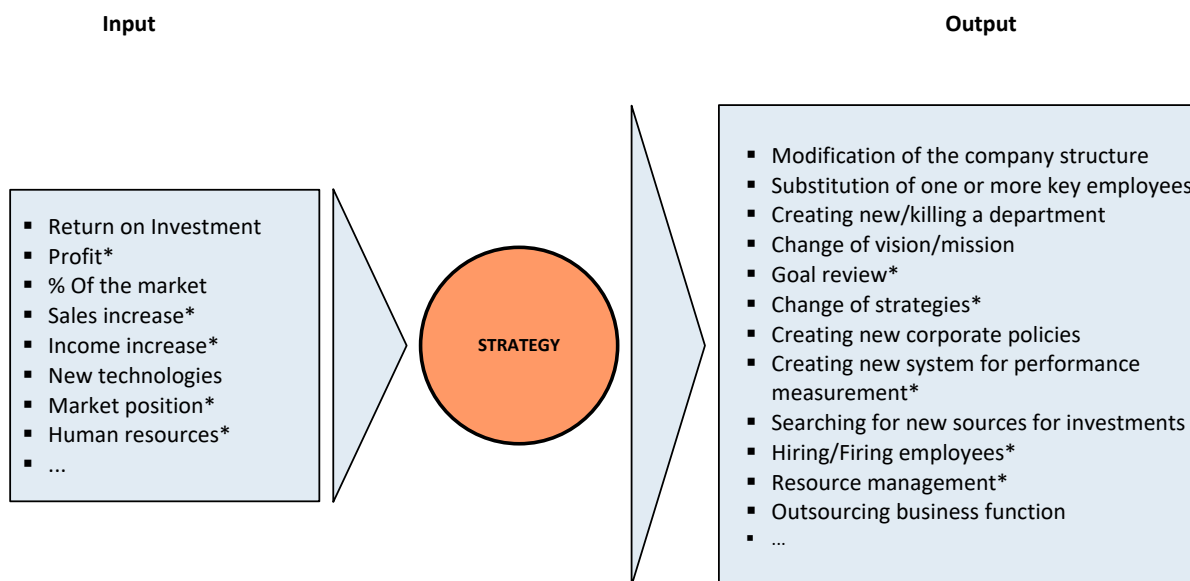 Input
Output
▪ Return on Investment
▪ Profit*
▪ % Of the market
▪ Sales increase*
▪ Income increase*
▪ New technologies
▪ Market position*
▪ Human resources*
▪ ...
STRATEGY
▪ Modification of the company structure
▪ Substitution of one or more key employees
▪ Creating new/killing a department
▪ Change of vision/mission
▪ Goal review*
▪ Change of strategies*
▪ Creating new corporate policies
▪ Creating new system for performance
measurement*
▪ Searching for new sources for investments
▪ Hiring/Firing employees*
▪ Resource management*
▪ Outsourcing business function
▪ ...